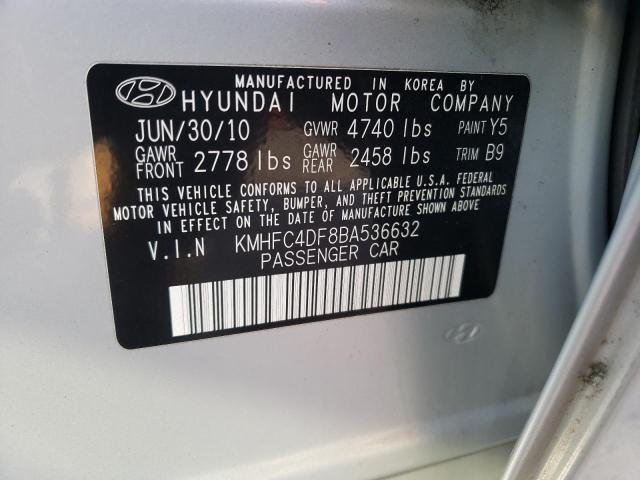 MANUFACTURED IN KOREA BY
HYUNDAI MOTOR COMPANY
JUN/30/10 GVWR 4740 lbs PAINT Y5
GAWR FRONT 2778 lbs GAWR REAR 2458 lbs TRIM B9
THIS VEHICLE CONFORMS TO ALL APPLICABLE U.S.A. FEDERAL
MOTOR VEHICLE SAFETY, BUMPER, AND THEFT PREVENTION STANDARDS
IN EFFECT ON THE DATE OF MANUFACTURE SHOWN ABOVE.
V.I.N KMHFC4DF8BA536632
PASSENGER CAR